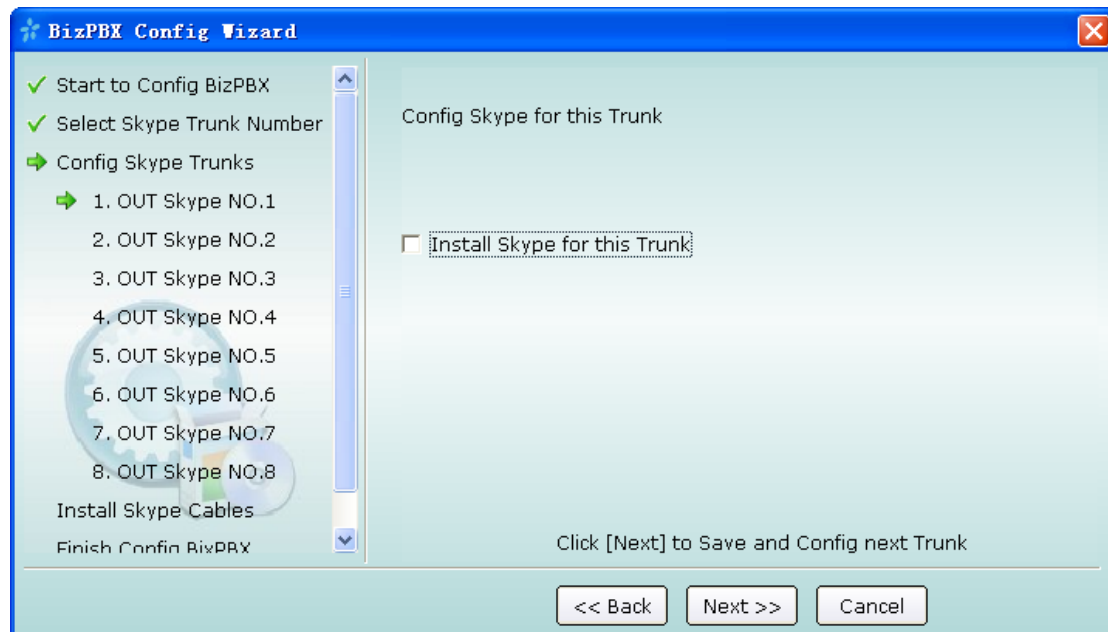 BizPBX Config Wizard
Start to Config BizPBX
Select Skype Trunk Number
Config Skype Trunks
1. OUT Skype NO.1
2. OUT Skype NO.2
3. OUT Skype NO.3
4. OUT Skype NO.4
5. OUT Skype NO.5
6. OUT Skype NO.6
7. OUT Skype NO.7
8. OUT Skype NO.8
Install Skype Cables
Finish Config BixPBX
Config Skype for this Trunk
Install Skype for this Trunk
Click [Next] to Save and Config next Trunk
<< Back
Next >>
Cancel